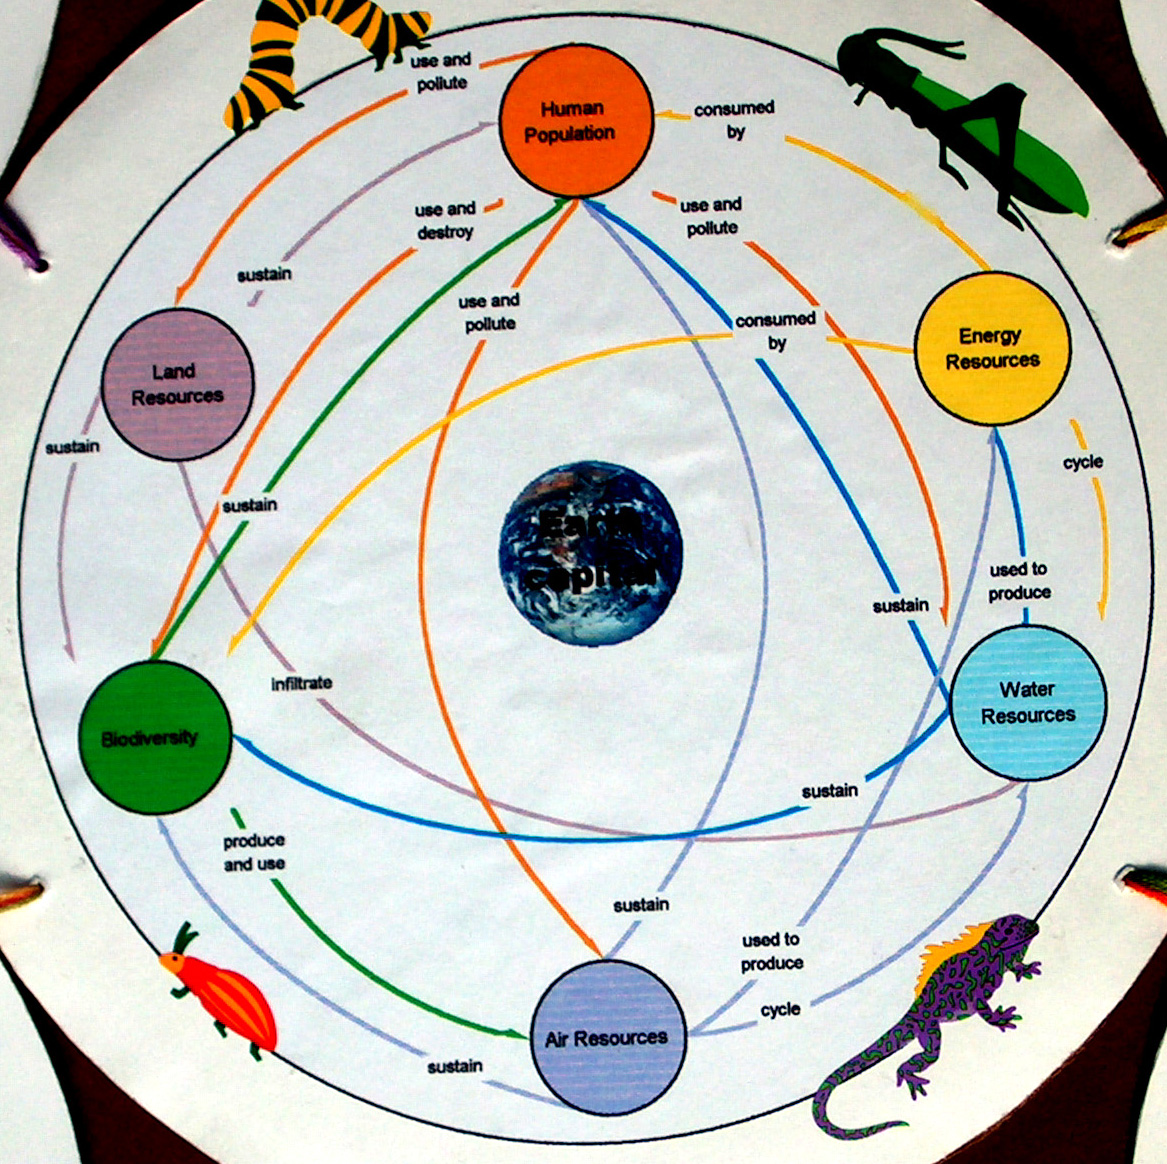 use and
pollute
Human
Population
consumed
by
use and
destroy
use and
pollute
sustain
use and
pollute
consumed
by
Energy
Resources
Land
Resources
sustain
cycle
sustain
Earth
capital
used to
produce
sustain
infiltrate
Water
Resources
Biodiversity
sustain
produce
and use
sustain
used to
produce
cycle
Air Resources
sustain